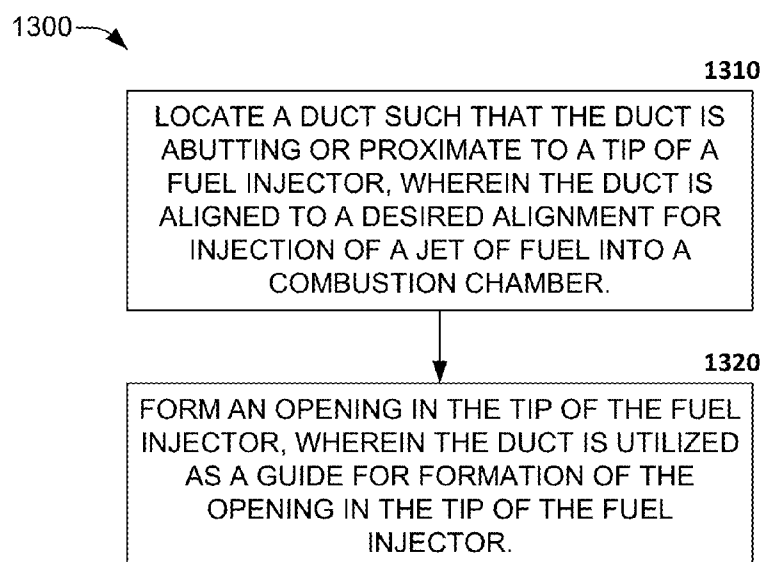 1300
1310
LOCATE A DUCT SUCH THAT THE DUCT IS
ABUTTING OR PROXIMATE TO A TIP OF A
FUEL INJECTOR, WHEREIN THE DUCT IS
ALIGNED TO A DESIRED ALIGNMENT FOR
INJECTION OF A JET OF FUEL INTO A
COMBUSTION CHAMBER.
1320
FORM AN OPENING IN THE TIP OF THE FUEL
INJECTOR, WHEREIN THE DUCT IS UTILIZED
AS A GUIDE FOR FORMATION OF THE
OPENING IN THE TIP OF THE FUEL
INJECTOR.